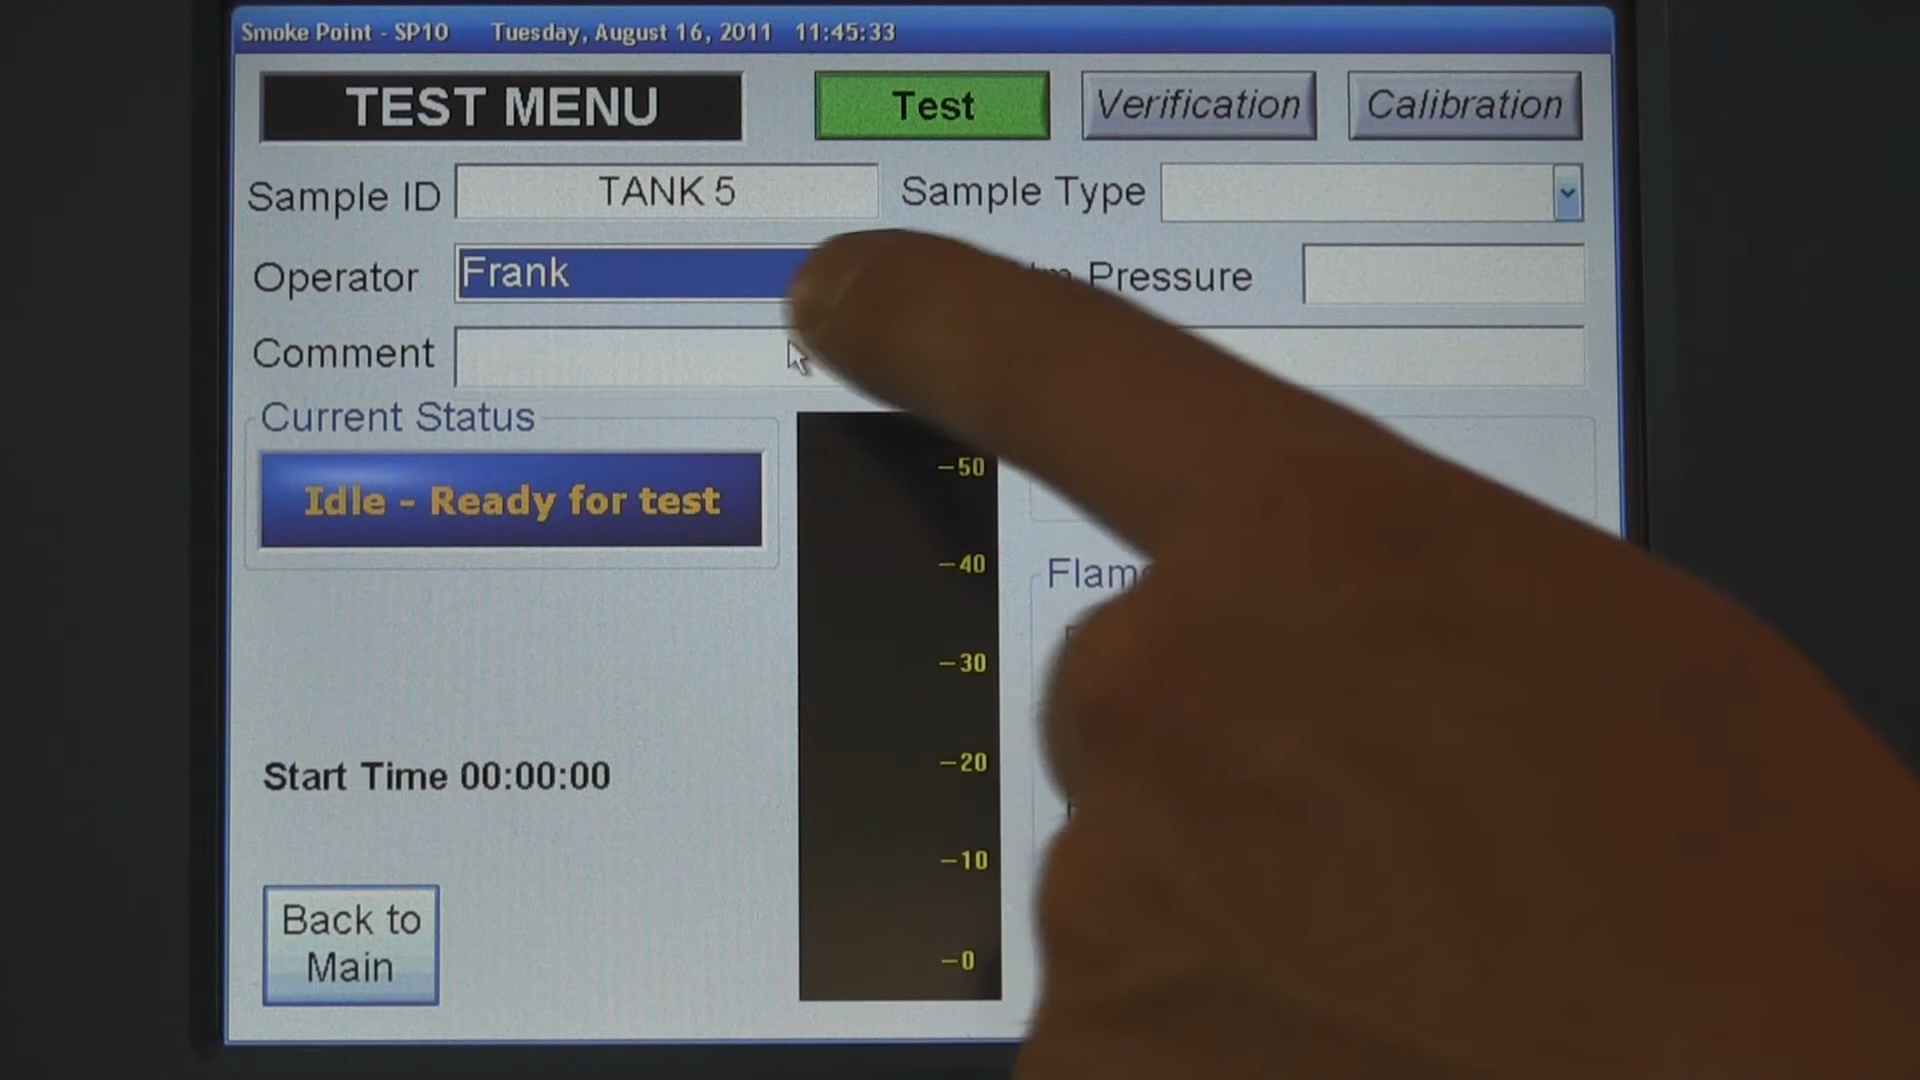 Smoke Point - SP10 Tuesday, August 16, 2011 11:45:33
TEST MENU Test Verification Calibration
Sample ID TANK 5 Sample Type
Operator Frank Pressure
Comment
Current Status
Idle - Ready for test
50
40
30
20
10
0
Start Time 00:00:00
Back to
Main